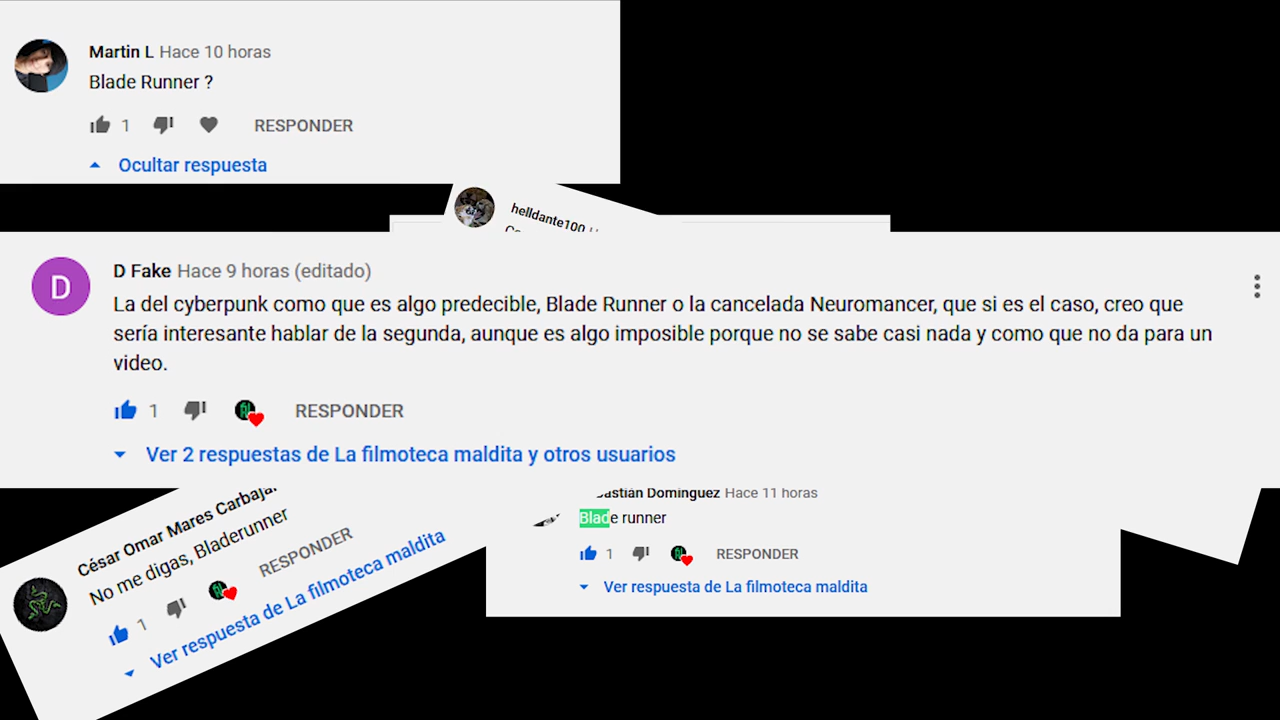 Martin L Hace 10 horas
Blade Runner ?
1 RESPONDER
Ocultar respuesta
helldante100
D Fake Hace 9 horas (editado)
D
La del cyberpunk como que es algo predecible, Blade Runner o la cancelada Neuromancer, que si es el caso, creo que
sería interesante hablar de la segunda, aunque es algo imposible porque no se sabe casi nada y como que no da para un
video.
1 RESPONDER
Ver 2 respuestas de La filmoteca maldita y otros usuarios
César Omar Mares Carbajal
No me digas, Bladerunner
1 RESPONDER
Ver respuesta de La filmoteca maldita
astián Dominguez Hace 11 horas
Blade runner
1 RESPONDER
Ver respuesta de La filmoteca maldita